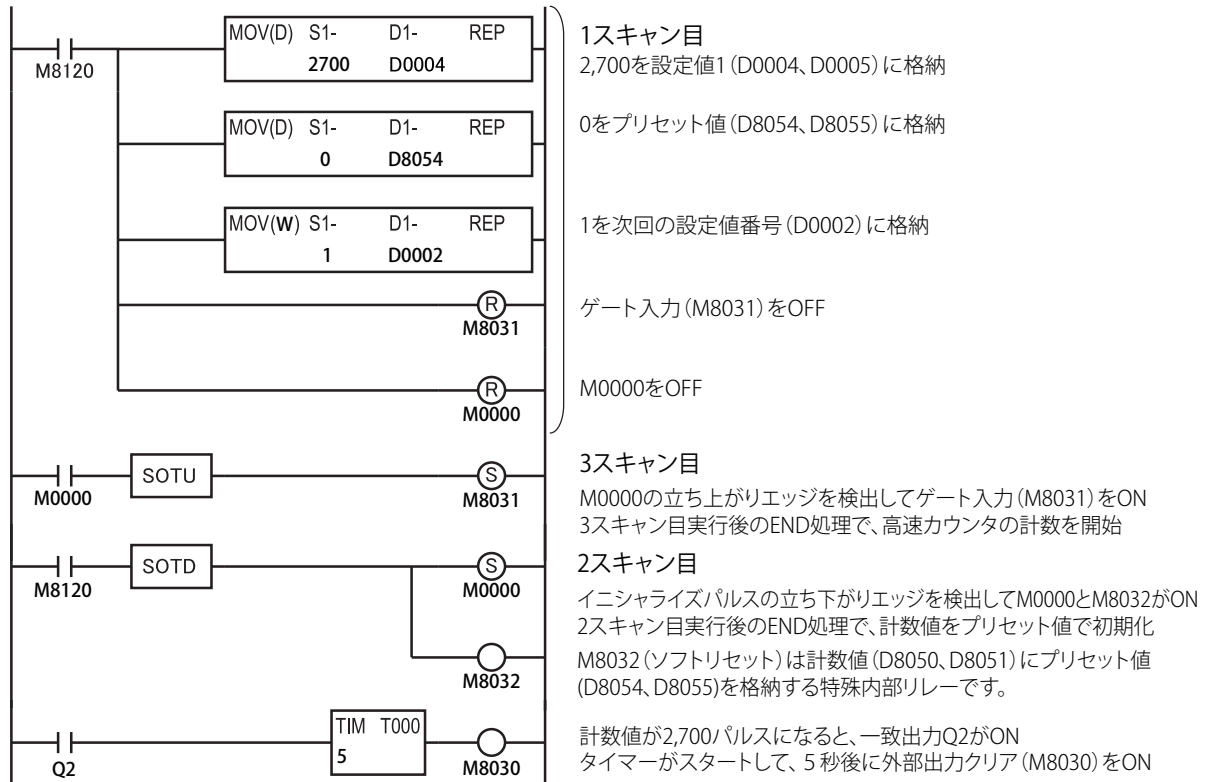 MOV(D) S1- D1- REP
2700 D0004
M8120
1スキャン目
2,700を設定値1（D0004、D0005）に格納
MOV(D) S1- D1- REP
0 D8054
0をプリセット値（D8054、D8055）に格納
MOV(W) S1- D1- REP
1 D0002
1を次回の設定値番号（D0002）に格納
R
M8031
ゲート入力（M8031）をOFF
R
M0000
M0000をOFF
M0000
SOTU
S
M8031
3スキャン目
M0000の立ち上がりエッジを検出してゲート入力（M8031）をON
3スキャン目実行後のEND処理で、高速カウンタの計数を開始
M8120
SOTD
S
M0000
2スキャン目
イニシャライズパルスの立ち下がりエッジを検出してM0000とM8032がON
2スキャン目実行後のEND処理で、計数値をプリセット値で初期化
M8032
M8032（ソフトリセット）は計数値（D8050、D8051）にプリセット値
(D8054、D8055)を格納する特殊内部リレーです。
Q2
TIM T000
5
M8030
計数値が2,700パルスになると、一致出力Q2がON
タイマーがスタートして、5 秒後に外部出力クリア（M8030）をON